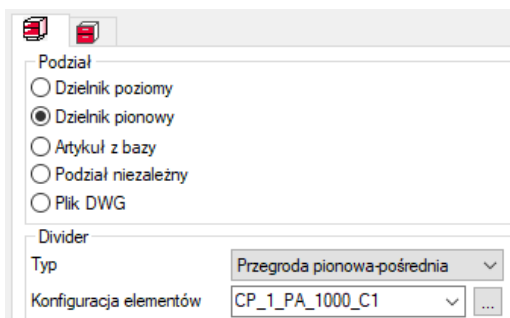 Podział
Dzielnik poziomy
Dzielnik pionowy
Artykuł z bazy
Podział niezależny
Plik DWG
Divider
Typ Przegroda pionowa-pośrednia
Konfiguracja elementów CP_1_PA_1000_C1 ...